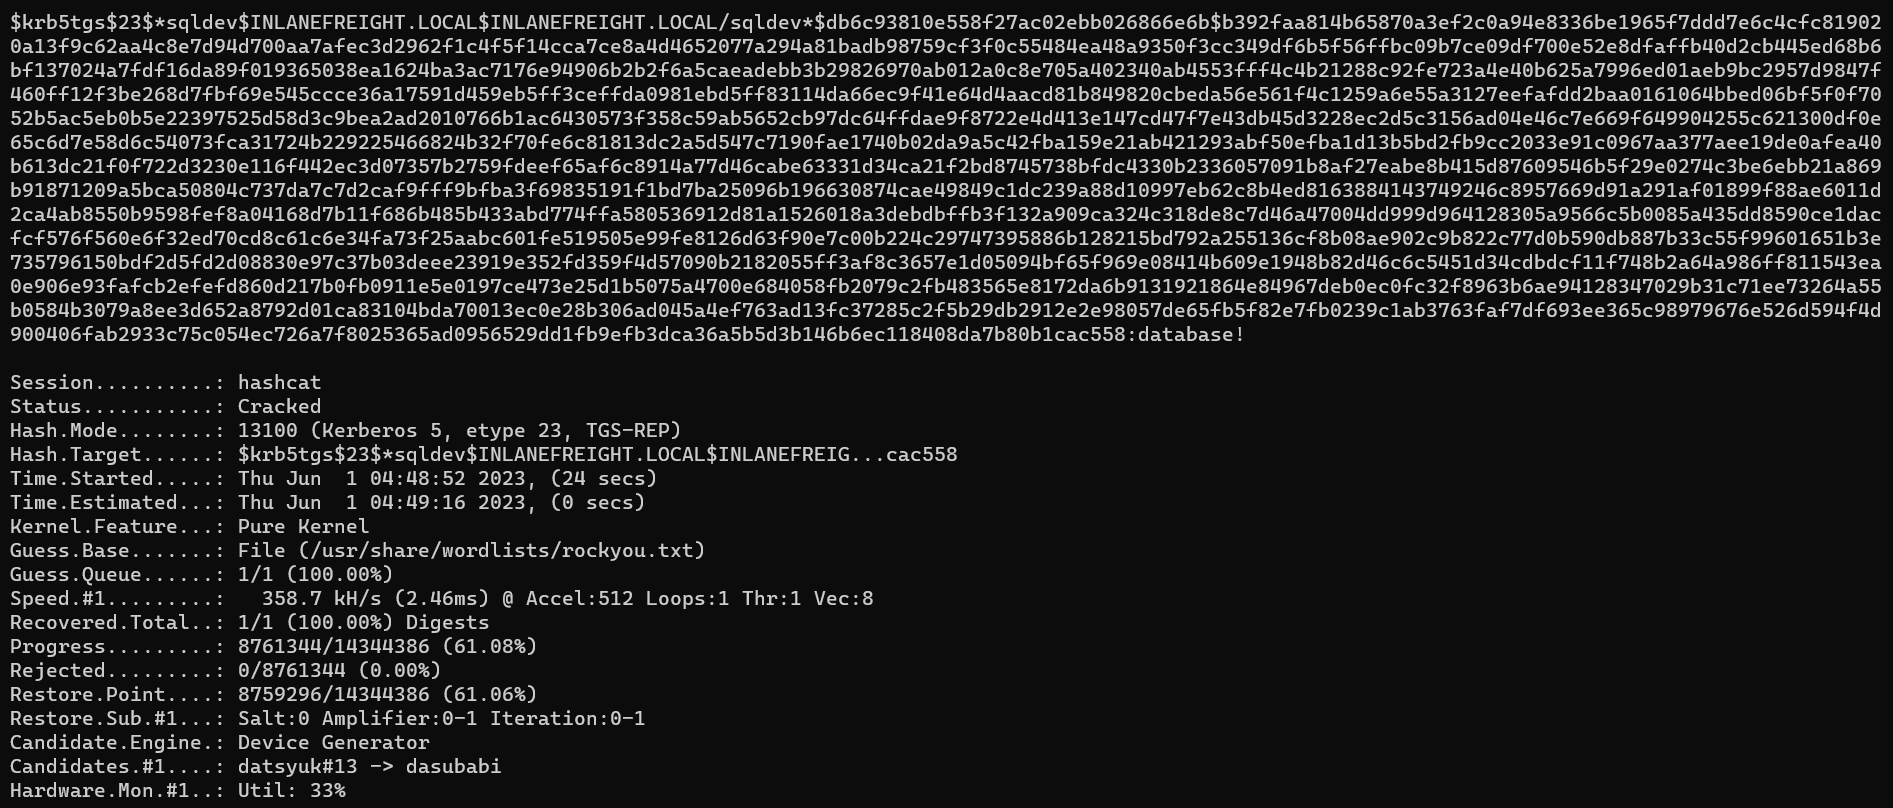 $krb5tgs$23$*sqldev$INLANEFREIGHT.LOCAL$INLANEFREIGHT.LOCAL/sqldev*$db6c93810e558f27ac02ebb026866e6b$b392faa814b65870a3ef2c0a94e8336be1965f7ddd7e6c4cfc81902
0a13f9c62aa4c8e7d94d700aa7afec3d2962f1c4f5f14cca7ce8a4d4652077a294a81badb98759cf3f0c55484ea48a9350f3cc349df6b5f56ffbc09b7ce09df700e52e8dfaffb40d2cb445ed68b6
bf137024a7fdf16da89f019365038ea1624ba3ac7176e94906b2b2f6a5caeadebb3b29826970ab012a0c8e705a402340ab4553fff4c4b21288c92fe723a4e40b625a7996ed01aeb9bc2957d9847f
460ff12f3be268d7fbf69e545ccce36a17591d459eb5ff3ceffda0981ebd5ff83114da66ec9f41e64d4aacd81b849820cbeda56e561f4c1259a6e55a3127eefafdd2baa0161064bbed06bf5f0f70
52b5ac5eb0b5e22397525d58d3c9bea2ad2010766b1ac6430573f358c59ab5652cb97dc64ffdae9f8722e4d413e147cd47f7e43db45d3228ec2d5c3156ad04e46c7e669f649904255c621300df0e
65c6d7e58d6c54073fca31724b229225466824b32f70fe6c81813dc2a5d547c7190fae1740b02da9a5c42fba159e21ab421293abf50efba1d13b5bd2fb9cc2033e91c0967aa377aee19de0afea40
b613dc21f0f722d3230e116f442ec3d07357b2759fdeef65af6c8914a77d46cabe63331d34ca21f2bd8745738bfdc4330b2336057091b8af27eabe8b415d87609546b5f29e0274c3be6ebb21a869
b91871209a5bca50804c737da7c7d2caf9fff9bfba3f69835191f1bd7ba25096b196630874cae49849c1dc239a88d10997eb62c8b4ed8163884143749246c8957669d91a291af01899f88ae6011d
2ca4ab8550b9598fef8a04168d7b11f686b485b433abd774ffa580536912d81a1526018a3debdbffb3f132a909ca324c318de8c7d46a47004dd999d964128305a9566c5b0085a435dd8590ce1dac
fcf576f560e6f32ed70cd8c61c6e34fa73f25aabc601fe519505e99fe8126d63f90e7c00b224c29747395886b128215bd792a255136cf8b08ae902c9b822c77d0b590db887b33c55f99601651b3e
735796150bdf2d5fd2d08830e97c37b03deee23919e352fd359f4d57090b2182055ff3af8c3657e1d05094bf65f969e08414b609e1948b82d46c6c5451d34cdbdcf11f748b2a64a986ff811543ea
0e906e93fafcb2efefd860d217b0fb0911e5e0197ce473e25d1b5075a4700e684058fb2079c2fb483565e8172da6b9131921864e84967deb0ec0fc32f8963b6ae94128347029b31c71ee73264a55
b0584b3079a8ee3d652a8792d01ca83104bda70013ec0e28b306ad045a4ef763ad13fc37285c2f5b29db2912e2e98057de65fb5f82e7fb0239c1ab3763faf7df693ee365c98979676e526d594f4d
900406fab2933c75c054ec726a7f8025365ad0956529dd1fb9efb3dca36a5b5d3b146b6ec118408da7b80b1cac558:database!
Session..........: hashcat
Status...........: Cracked
Hash.Mode........: 13100 (Kerberos 5, etype 23, TGS-REP)
Hash.Target......: $krb5tgs$23$*sqldev$INLANEFREIGHT.LOCAL$INLANEFREIG...cac558
Time.Started.....: Thu Jun  1 04:48:52 2023, (24 secs)
Time.Estimated...: Thu Jun  1 04:49:16 2023, (0 secs)
Kernel.Feature...: Pure Kernel
Guess.Base.......: File (/usr/share/wordlists/rockyou.txt)
Guess.Queue......: 1/1 (100.00%)
Speed.#1.........:   358.7 kH/s (2.46ms) @ Accel:512 Loops:1 Thr:1 Vec:8
Recovered.Total..: 1/1 (100.00%) Digests
Progress.........: 8761344/14344386 (61.08%)
Rejected.........: 0/8761344 (0.00%)
Restore.Point....: 8759296/14344386 (61.06%)
Restore.Sub.#1...: Salt:0 Amplifier:0-1 Iteration:0-1
Candidate.Engine.: Device Generator
Candidates.#1....: datsyuk#13 -> dasubabi
Hardware.Mon.#1..: Util: 33%